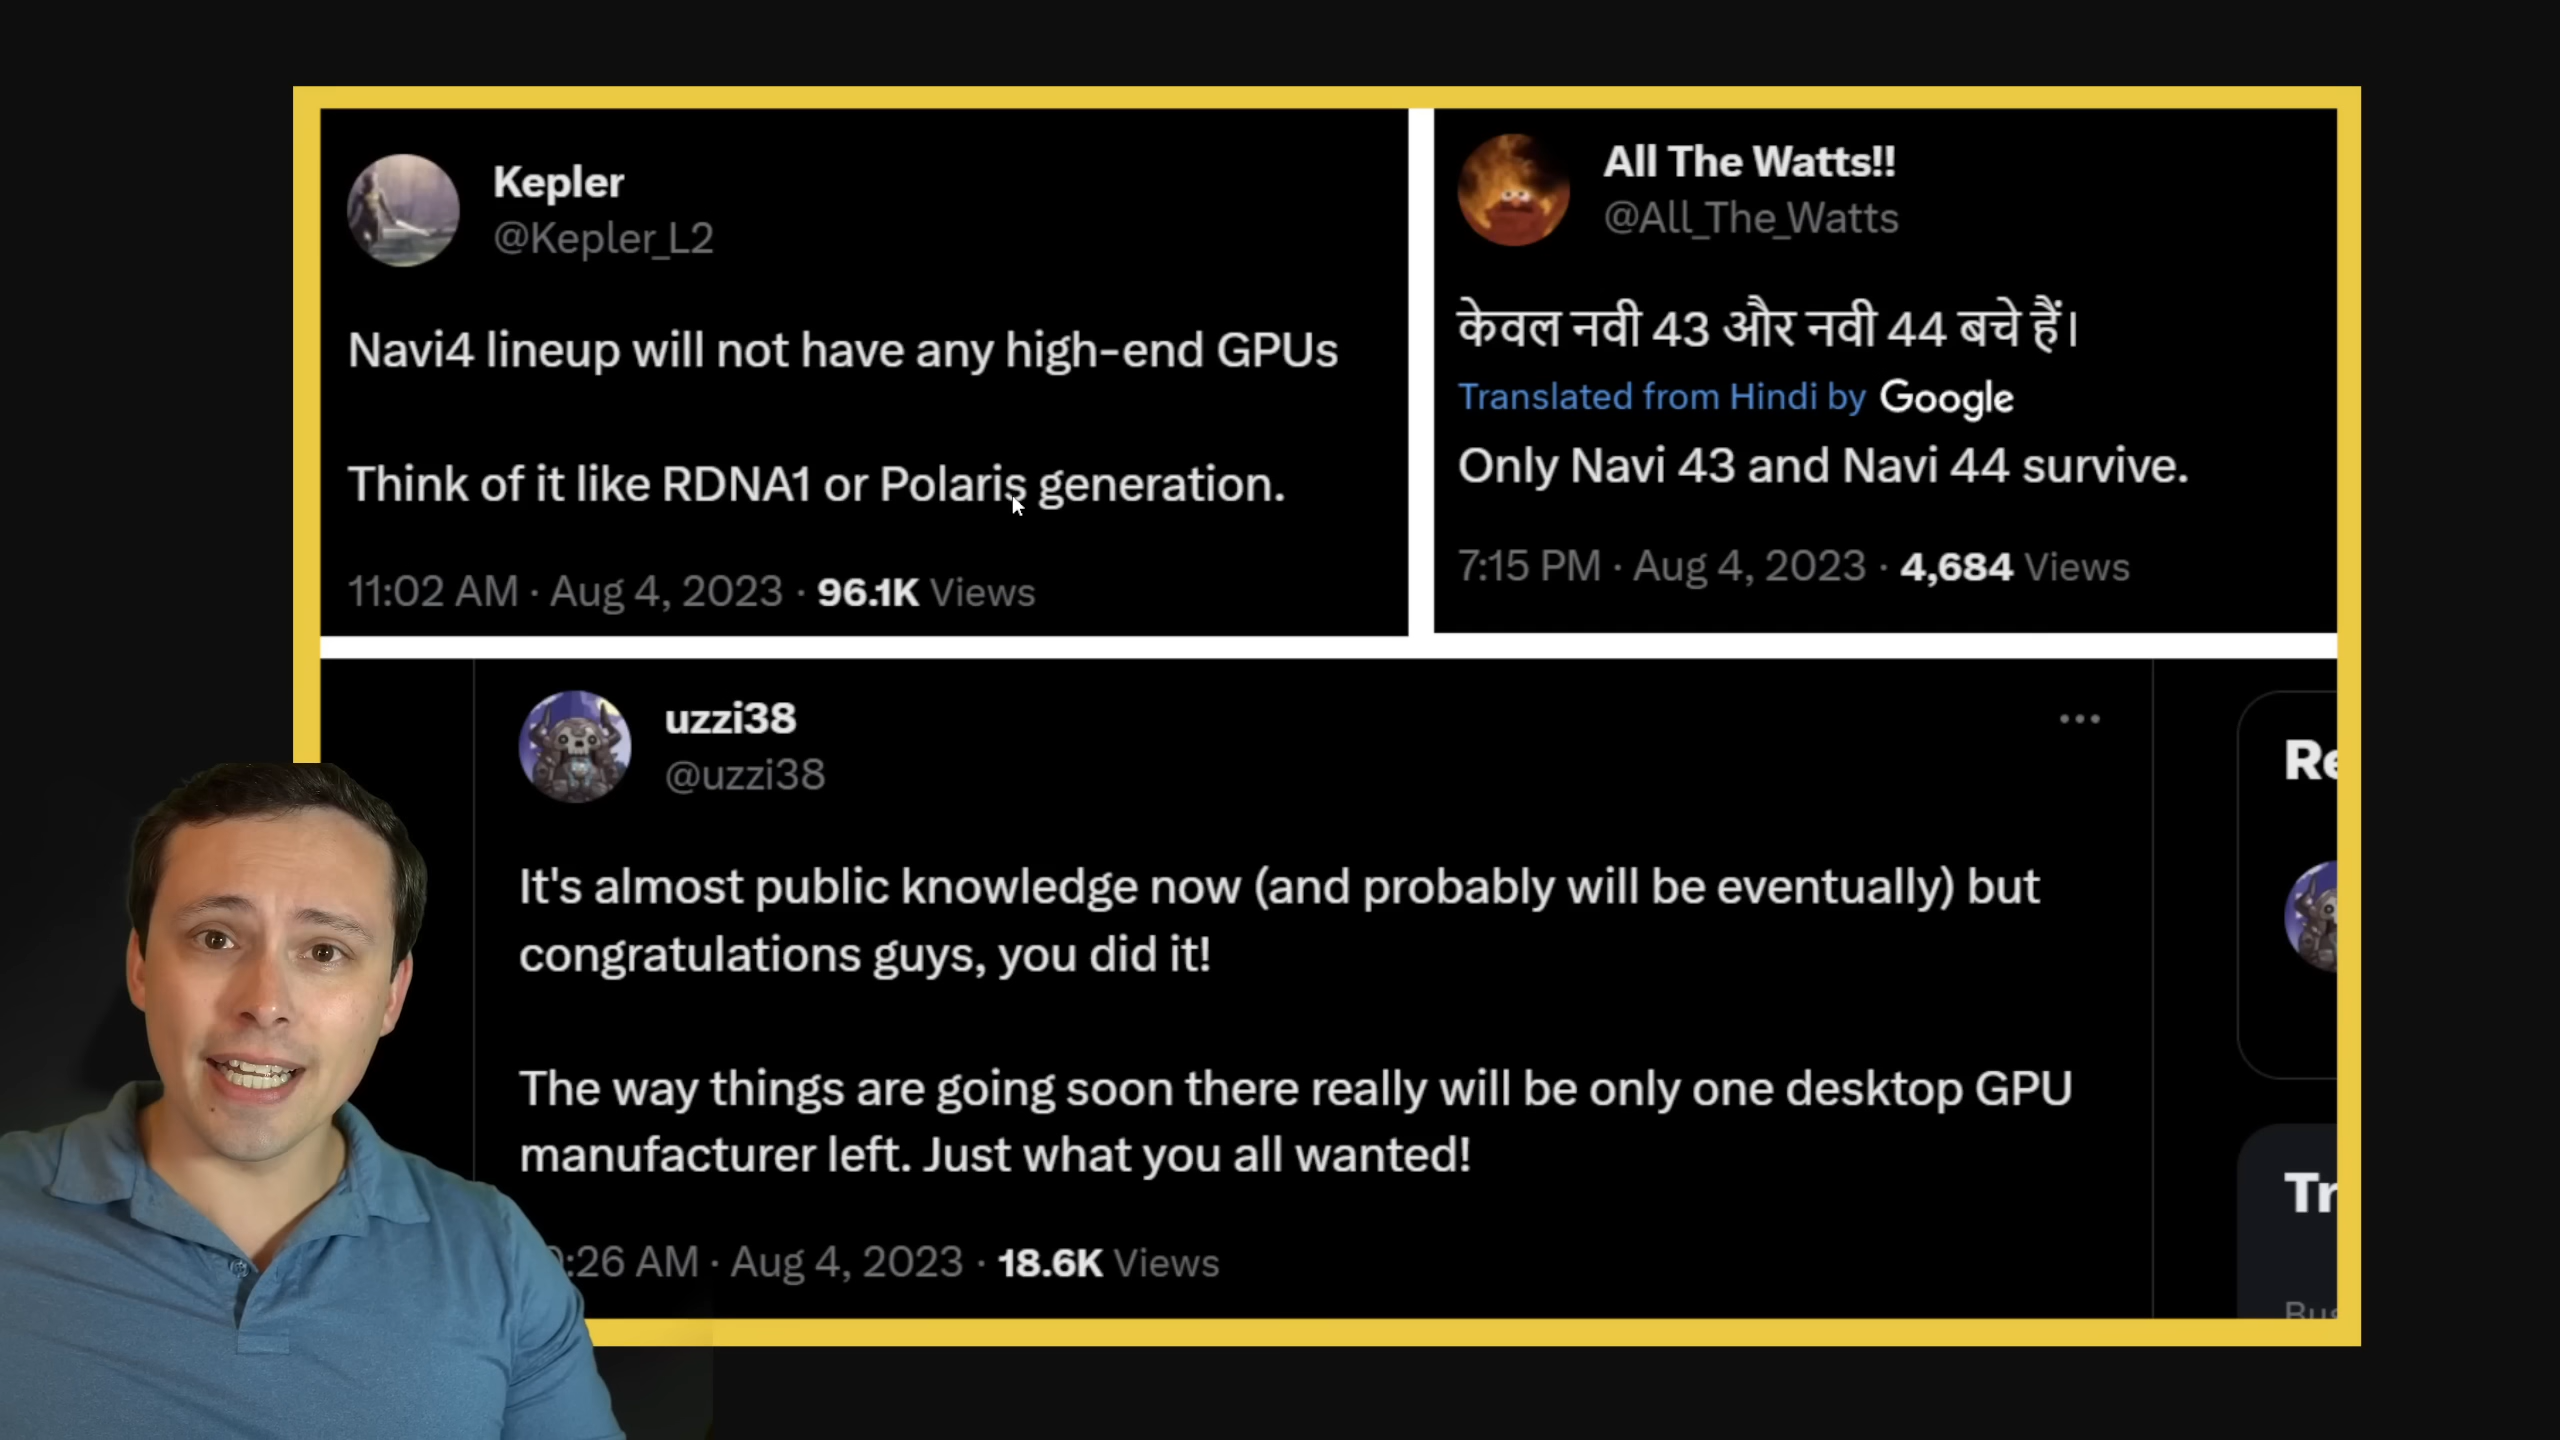 Kepler
@Kepler_L2
Navi4 lineup will not have any high-end GPUs
Think of it like RDNA1 or Polaris generation.
11:02 AM · Aug 4, 2023 · 96.1K Views
All The Watts!!
@All_The_Watts
केवल नवी 43 और नवी 44 बचे हैं।
Translated from Hindi by Google
Only Navi 43 and Navi 44 survive.
7:15 PM · Aug 4, 2023 · 4,684 Views
uzzi38
@uzzi38
It's almost public knowledge now (and probably will be eventually) but
congratulations guys, you did it!
The way things are going soon there really will be only one desktop GPU
manufacturer left. Just what you all wanted!
:26 AM · Aug 4, 2023 · 18.6K Views
Re
Tr